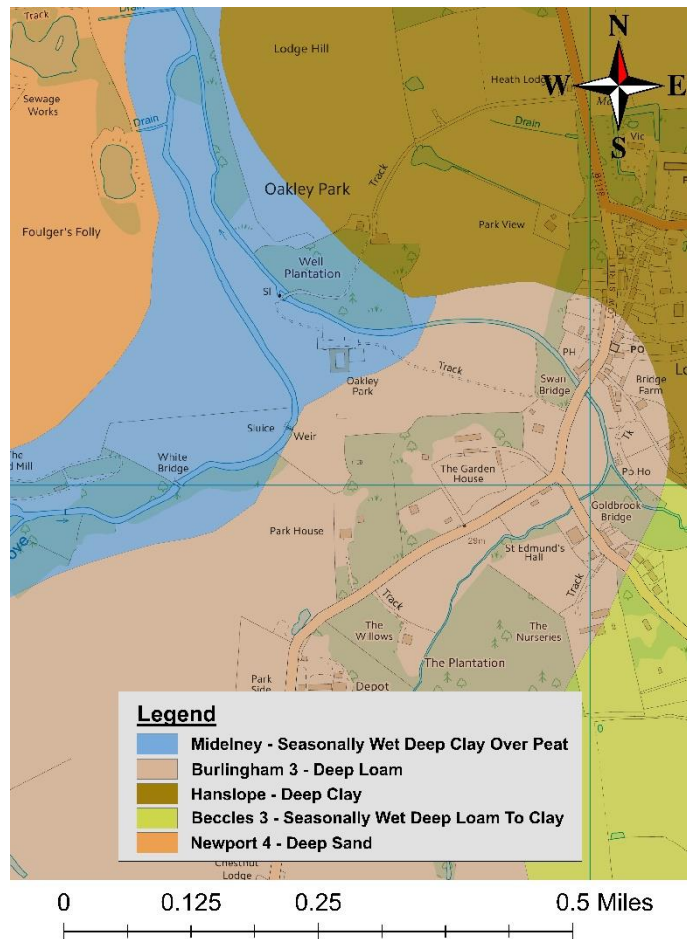 Track
Drain
Lodge Hill
N
Heath Lodge
W
E
Sewage
Works
Drain
Drain
S
Vic
Track
Oakley Park
Foulger's Folly
Park View
Well
Plantation
SI
PH
PO
Track
Oakley
Park
Swan
Bridge
Bridge
Farm
Sluice
Weir
Tk
White
Bridge
The Garden
House
Po Ho
Goldbrook
Bridge
Park House
28m
St Edmund's
Hall
Track
Track
The
Willows
The
Nurseries
The Plantation
Park
Side
Depot
Legend
Midelney - Seasonally Wet Deep Clay Over Peat
Burlingham 3 - Deep Loam
Hanslope - Deep Clay
Beccles 3 - Seasonally Wet Deep Loam To Clay
Newport 4 - Deep Sand
Chestnut
Lodge
0 0.125 0.25 0.5 Miles